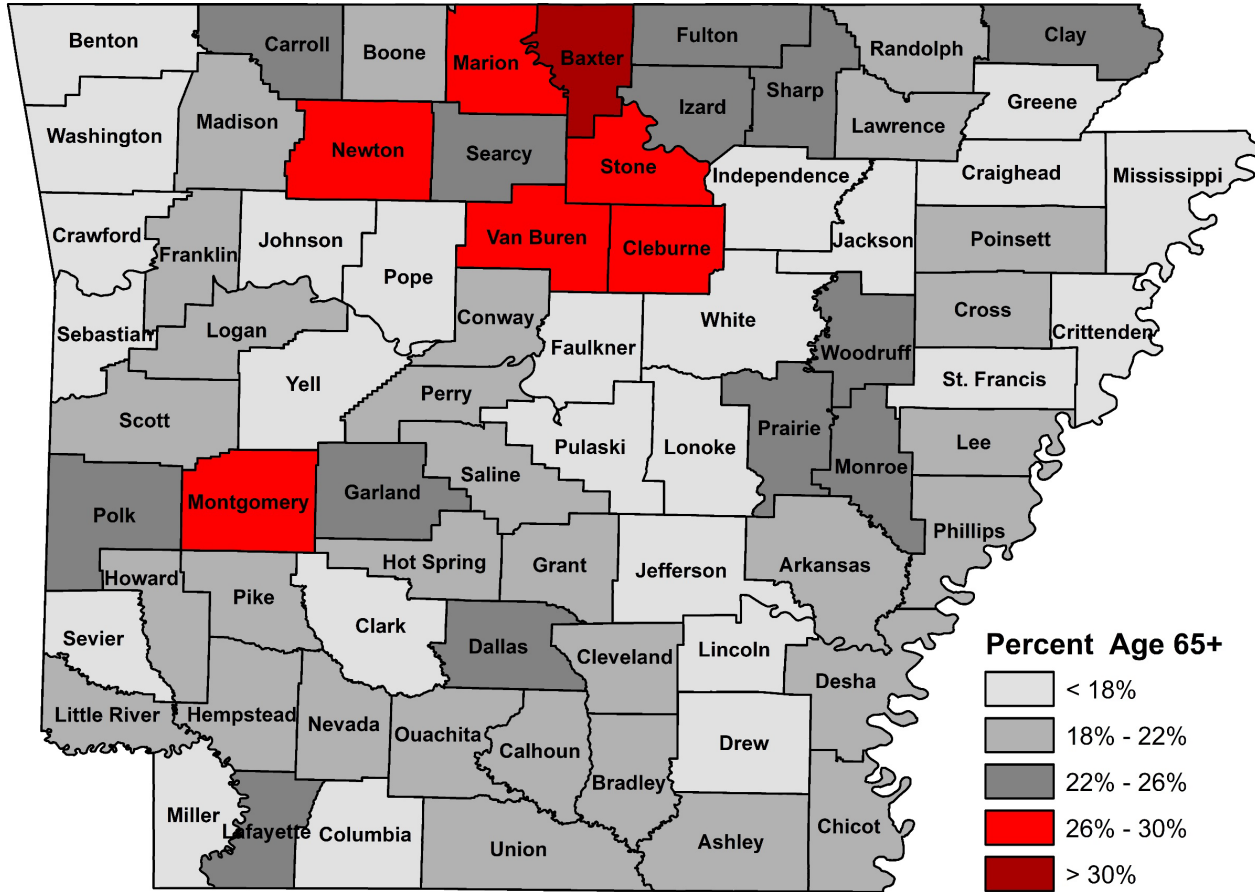 Benton
Carroll
Boone
Marion
Baxter
Fulton
Randolph
Clay
Washington
Madison
Newton
Searcy
Stone
Izard
Sharp
Lawrence
Greene
Independence
Craighead
Mississippi
Crawford
Franklin
Johnson
Pope
Van Buren
Cleburne
Jackson
Poinsett
Sebastian
Logan
Conway
Faulkner
White
Woodruff
Cross
Crittenden
Scott
Yell
Perry
Pulaski
Lonoke
Prairie
Monroe
St. Francis
Lee
Polk
Montgomery
Garland
Saline
Phillips
Howard
Pike
Hot Spring
Grant
Jefferson
Arkansas
Sevier
Clark
Dallas
Cleveland
Lincoln
Desha
Little River
Hempstead
Nevada
Ouachita
Calhoun
Bradley
Drew
Miller
Lafayette
Columbia
Union
Ashley
Chicot
Percent Age 65+
< 18%
18% - 22%
22% - 26%
26% - 30%
> 30%